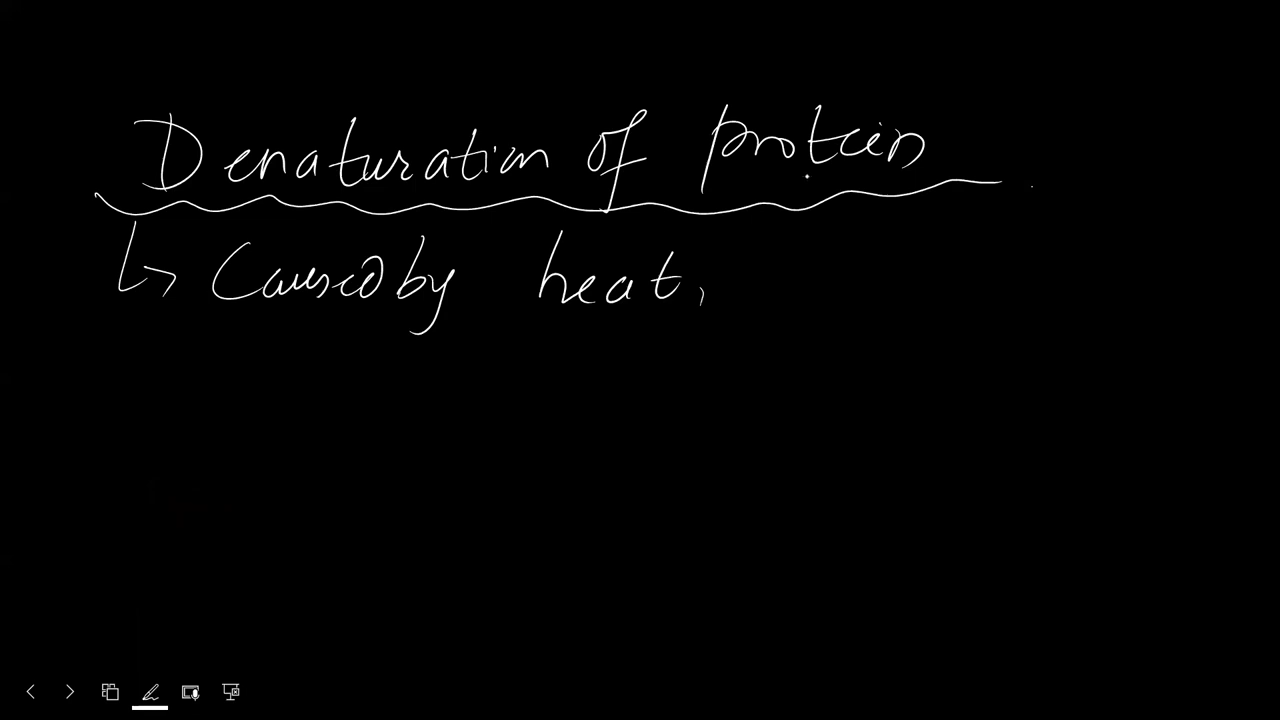 Denaturation of protein
↳ Caused by heat,